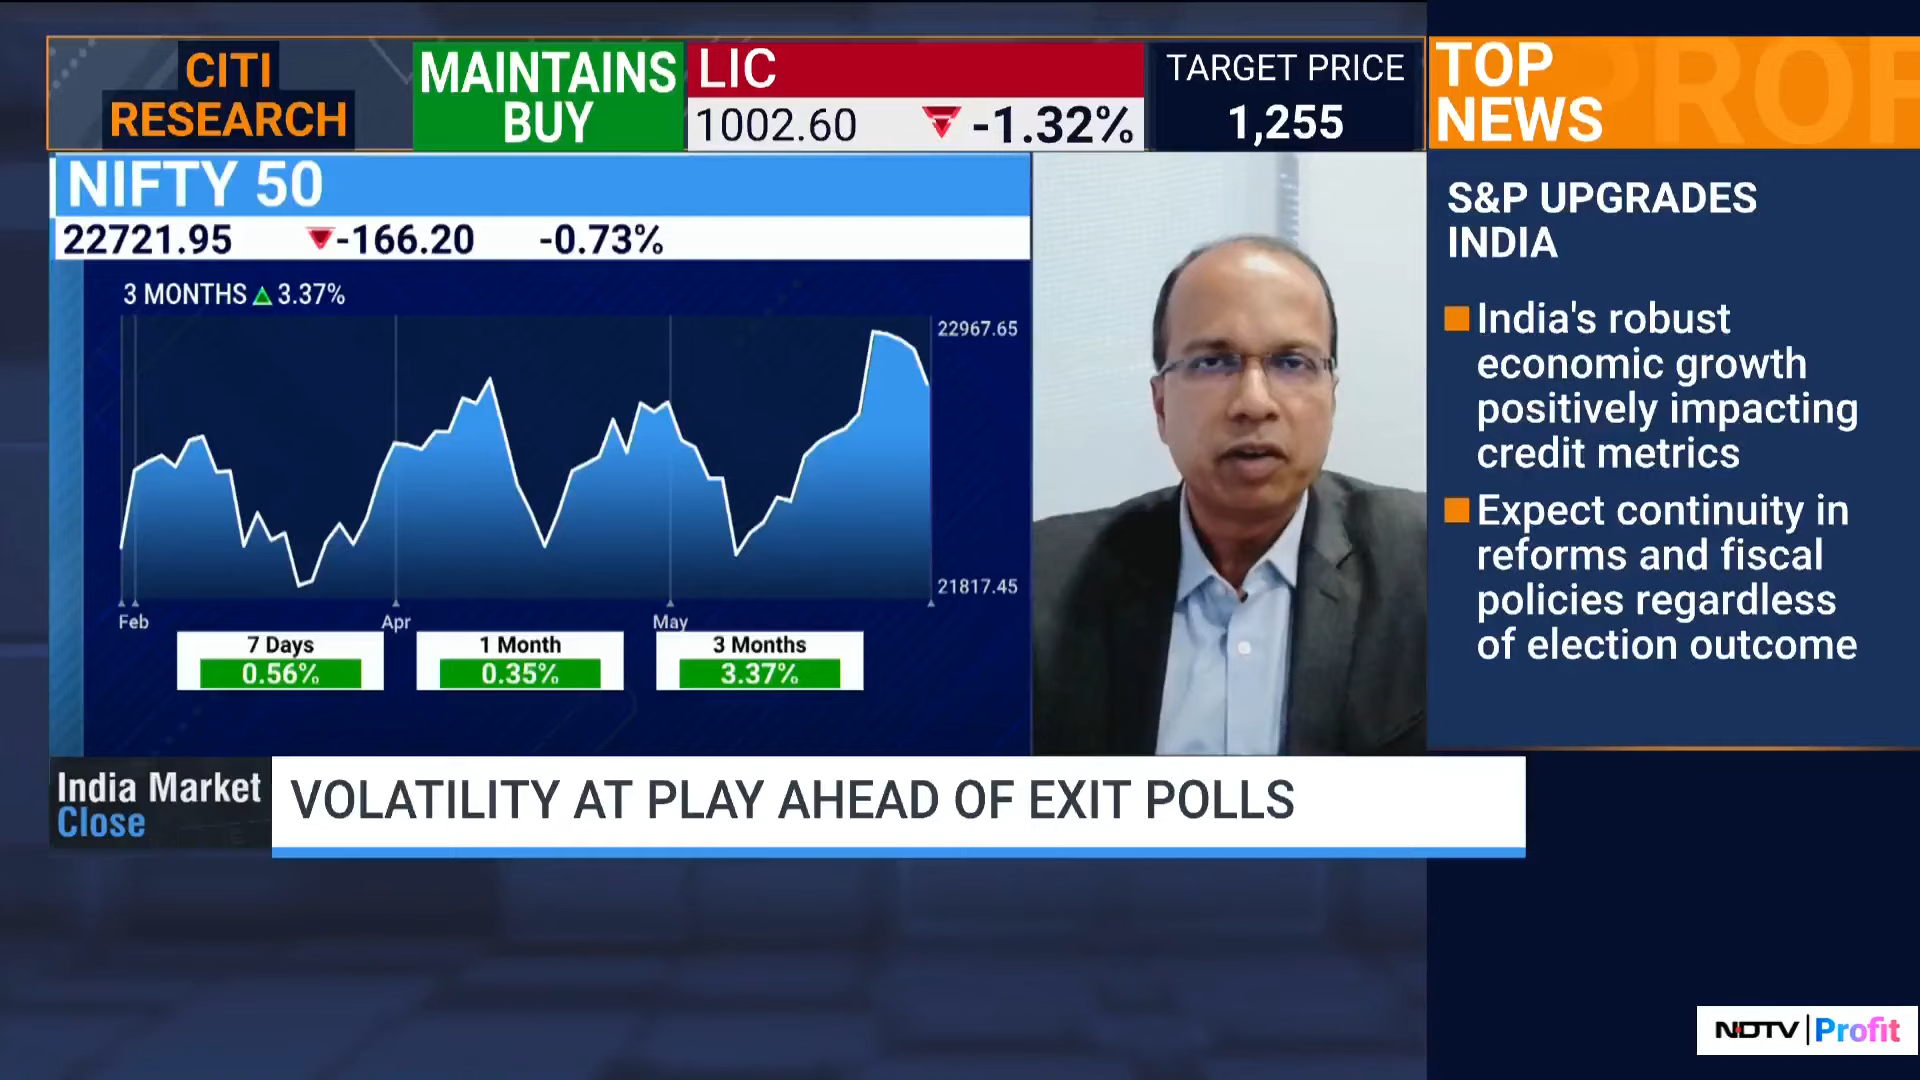 CITI
RESEARCH
MAINTAINS
BUY
LIC
1002.60 -1.32%
TARGET PRICE
1,255
TOP
NEWS
PROF
NIFTY 50
22721.95 -166.20 -0.73%
3 MONTHS 3.37%
22967.65
21817.45
Feb Apr May
7 Days
0.56%
1 Month
0.35%
3 Months
3.37%
S&P UPGRADES
INDIA
India's robust
economic growth
positively impacting
credit metrics
Expect continuity in
reforms and fiscal
policies regardless
of election outcome
India Market
Close
VOLATILITY AT PLAY AHEAD OF EXIT POLLS
NDTV Profit